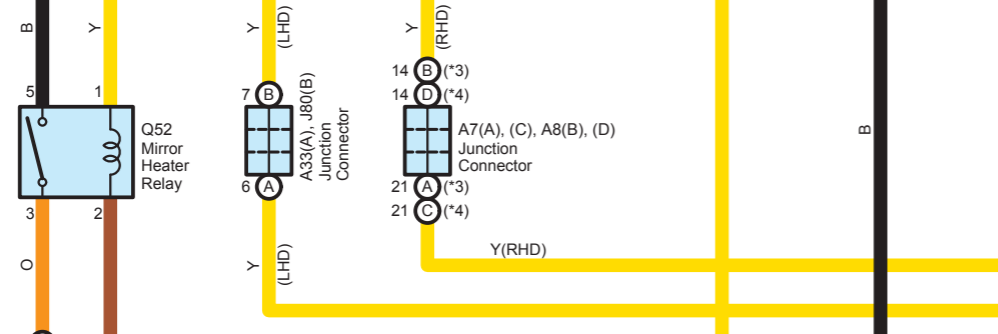 B
Y
Y
(LHD)
Y
(RHD)
14 B (*3)
14 D (*4)
7 B
5
1
Q52
Mirror
Heater
Relay
A33(A), J80(B)
Junction
Connector
A7(A), (C), A8(B), (D)
Junction
Connector
B
6 A
21 A (*3)
21 C (*4)
3
2
O
Y
(LHD)
Y(RHD)